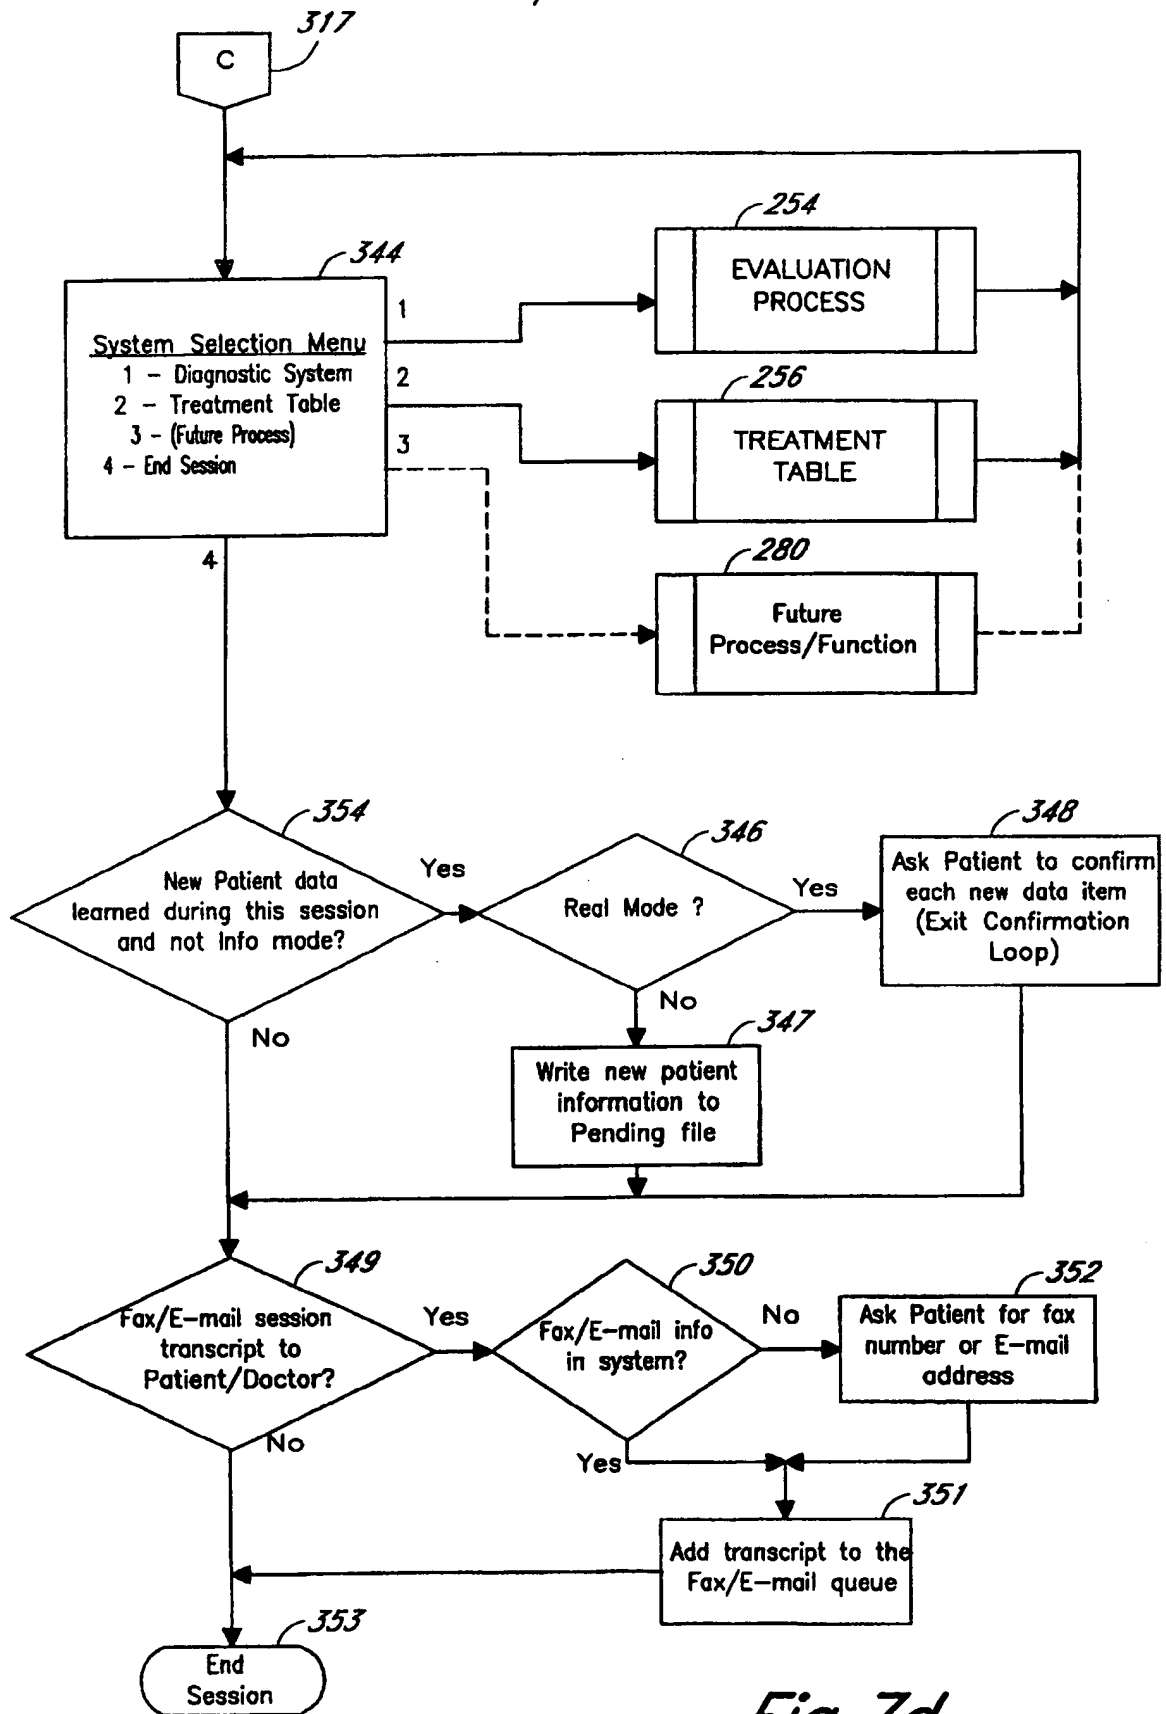 317
C
344
System Selection Menu
1 - Diagnostic System
2 - Treatment Table
3 - (Future Process)
4 - End Session
1
2
3
4
254
EVALUATION
PROCESS
256
TREATMENT
TABLE
280
Future
Process/Function
354
New Patient data
learned during this session
and not Info mode?
Yes
No
346
Real Mode ?
Yes
No
348
Ask Patient to confirm
each new data item
(Exit Confirmation
Loop)
347
Write new patient
information to
Pending file
349
Fax/E-mail session
transcript to
Patient/Doctor?
Yes
No
350
Fax/E-mail info
in system?
No
Yes
352
Ask Patient for fax
number or E-mail
address
351
Add transcript to the
Fax/E-mail queue
353
End
Session
Fig. 7d